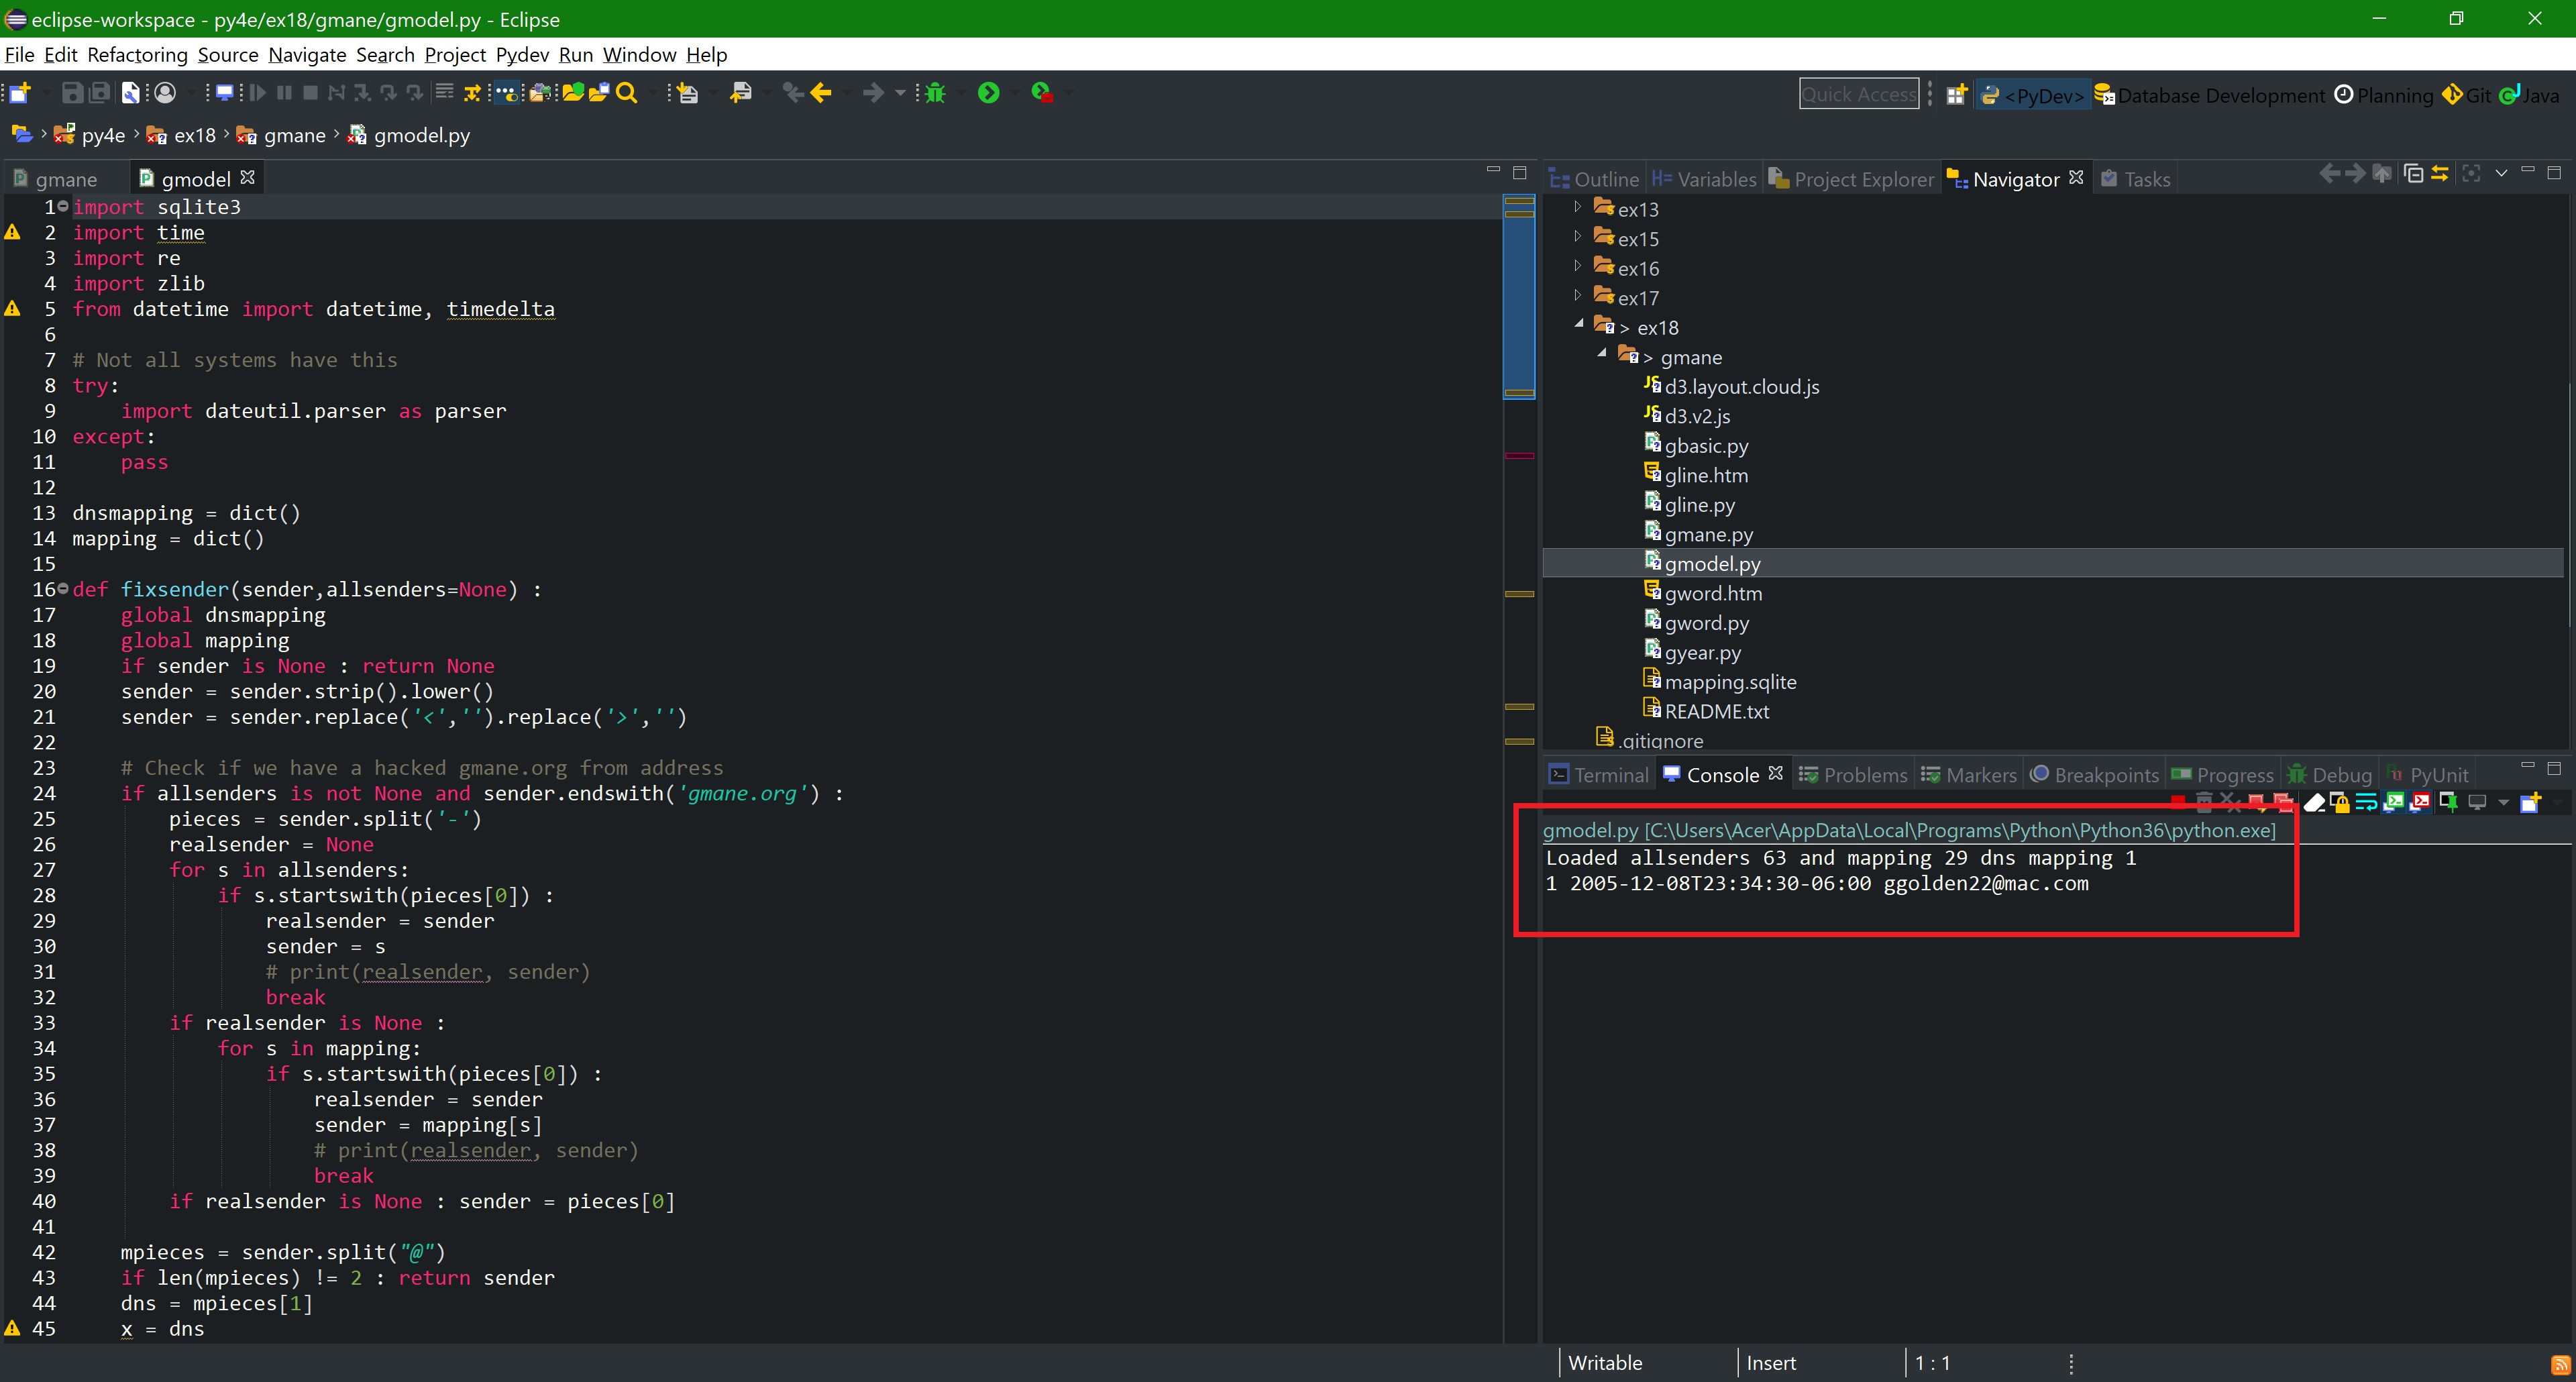 eclipse-workspace - py4e/ex18/gmane/gmodel.py - Eclipse
File Edit Refactoring Source Navigate Search Project Pydev Run Window Help
Quick Access <PyDev> Database Development Planning Git Java
py4e ex18 gmane gmodel.py
gmane gmodel
1 import sqlite3
2 import time
3 import re
4 import zlib
5 from datetime import datetime, timedelta
6
7 # Not all systems have this
8 try:
9 import dateutil.parser as parser
10 except:
11 pass
12
13 dnsmapping = dict()
14 mapping = dict()
15
16 def fixsender(sender,allsenders=None) :
17 global dnsmapping
18 global mapping
19 if sender is None : return None
20 sender = sender.strip().lower()
21 sender = sender.replace('<','').replace('>','')
22
23 # Check if we have a hacked gmane.org from address
24 if allsenders is not None and sender.endswith('gmane.org') :
25 pieces = sender.split('-')
26 realsender = None
27 for s in allsenders:
28 if s.startswith(pieces[0]) :
29 realsender = sender
30 sender = s
31 # print(realsender, sender)
32 break
33 if realsender is None :
34 for s in mapping:
35 if s.startswith(pieces[0]) :
36 realsender = sender
37 sender = mapping[s]
38 # print(realsender, sender)
39 break
40 if realsender is None : sender = pieces[0]
41
42 mpieces = sender.split("@")
43 if len(mpieces) != 2 : return sender
44 dns = mpieces[1]
45 x = dns
Outline Variables Project Explorer Navigator Tasks
ex13
ex15
ex16
ex17
> ex18
> gmane
d3.layout.cloud.js
d3.v2.js
gbasic.py
gline.htm
gline.py
gmane.py
gmodel.py
gword.htm
gword.py
gyear.py
mapping.sqlite
README.txt
.gitignore
Terminal Console Problems Markers Breakpoints Progress Debug PyUnit
gmodel.py [C:\Users\Acer\AppData\Local\Programs\Python\Python36\python.exe]
Loaded allsenders 63 and mapping 29 dns mapping 1
1 2005-12-08T23:34:30-06:00 ggolden22@mac.com
Writable Insert 1 : 1